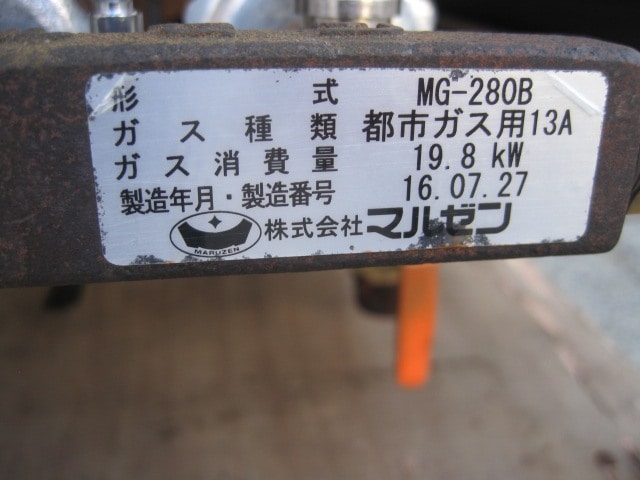 形式 MG-280B
ガス種類 都市ガス用13A
ガス消費量 19.8 kW
製造年月・製造番号 16.07.27
MARUZEN 株式会社マルゼン